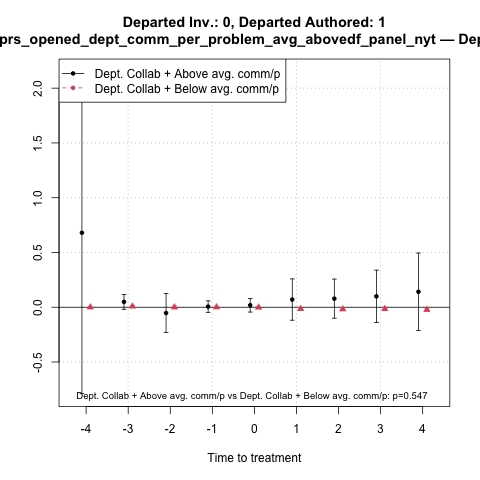 Departed Inv.: 0, Departed Authored: 1
prs_opened_dept_comm_per_problem_avg_abovedf_panel_nyt — Dep
Dept. Collab + Above avg. comm/p
Dept. Collab + Below avg. comm/p
2.0
1.5
1.0
0.5
0.0
-0.5
Dept. Collab + Above avg. comm/p vs Dept. Collab + Below avg. comm/p: p=0.547
-4 -3 -2 -1 0 1 2 3 4
Time to treatment